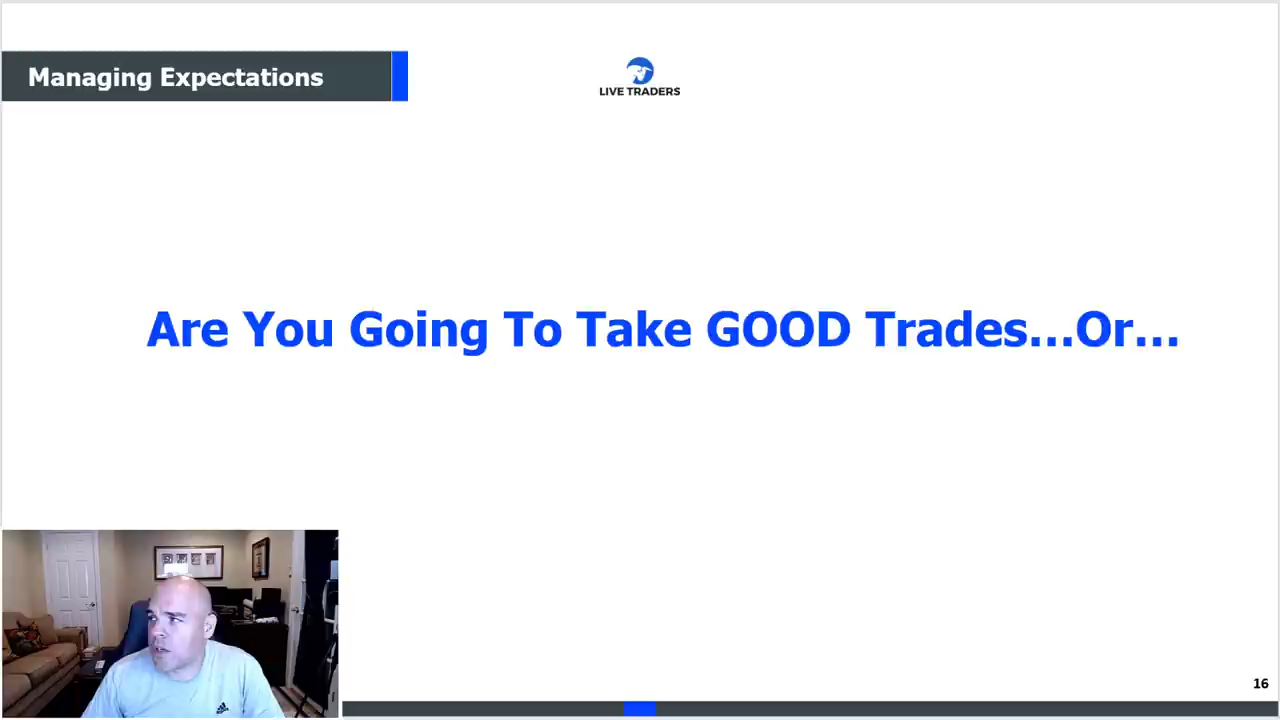 Managing Expectations
LIVE TRADERS
Are You Going To Take GOOD Trades...Or...
16